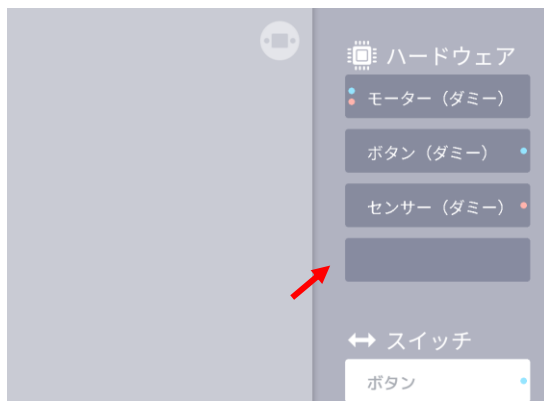 ハードウェア
モーター（ダミー）
ボタン（ダミー）
センサー（ダミー）
スイッチ
ボタン